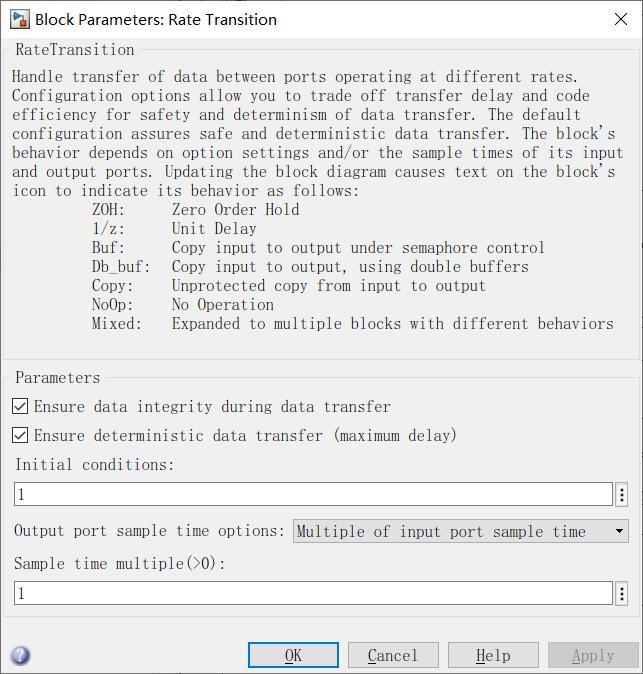 Block Parameters: Rate Transition
RateTransition
Handle transfer of data between ports operating at different rates.
Configuration options allow you to trade off transfer delay and code
efficiency for safety and determinism of data transfer. The default
configuration assures safe and deterministic data transfer. The block's
behavior depends on option settings and/or the sample times of its input
and output ports. Updating the block diagram causes text on the block's
icon to indicate its behavior as follows:
ZOH: Zero Order Hold
1/z: Unit Delay
Buf: Copy input to output under semaphore control
Db_buf: Copy input to output, using double buffers
Copy: Unprotected copy from input to output
NoOp: No Operation
Mixed: Expanded to multiple blocks with different behaviors
Parameters
Ensure data integrity during data transfer
Ensure deterministic data transfer (maximum delay)
Initial conditions:
1
Output port sample time options: Multiple of input port sample time
Sample time multiple(>0):
1
OK Cancel Help Apply